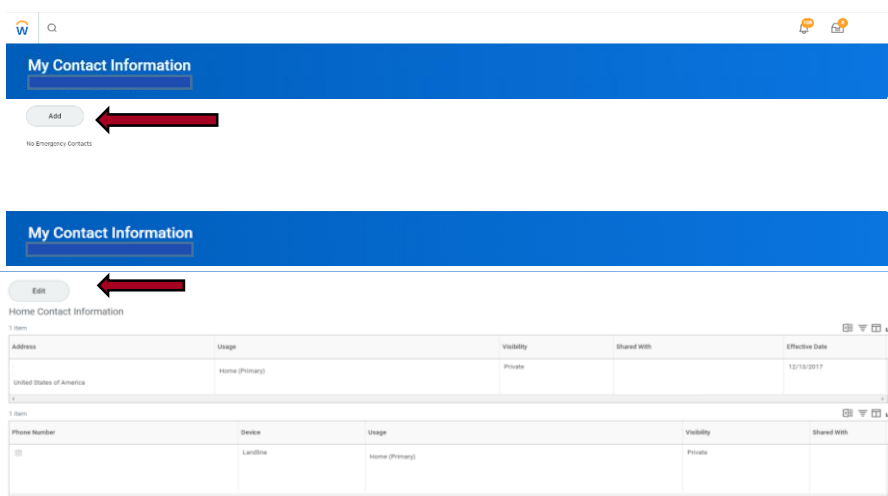 My Contact Information
Add
No Emergency Contacts
My Contact Information
Edit
Home Contact Information
1 item
Address Usage Visibility Shared With Effective Date
United States of America Home (Primary) Private 12/13/2017
1 item
Phone Number Device Usage Visibility Shared With
Landline Home (Primary) Private